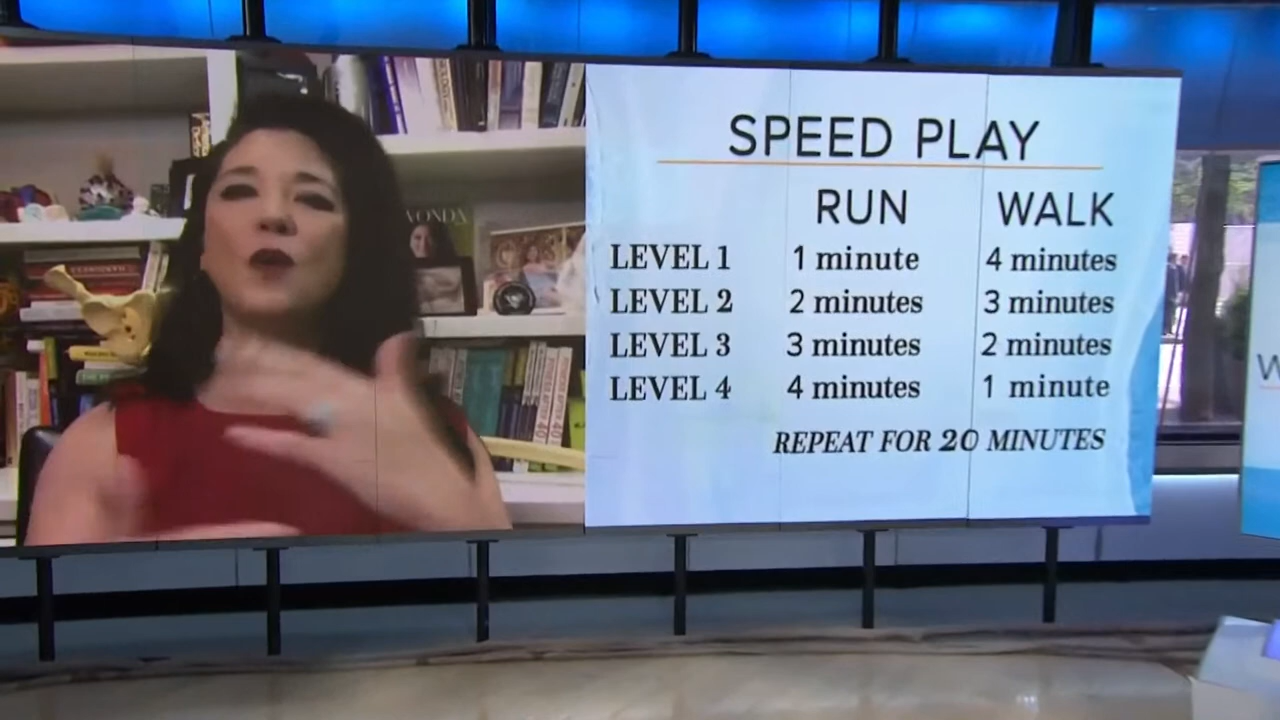 SPEED PLAY
RUN WALK
LEVEL 1 1 minute 4 minutes
LEVEL 2 2 minutes 3 minutes
LEVEL 3 3 minutes 2 minutes
LEVEL 4 4 minutes 1 minute
REPEAT FOR 20 MINUTES
VONDA
W